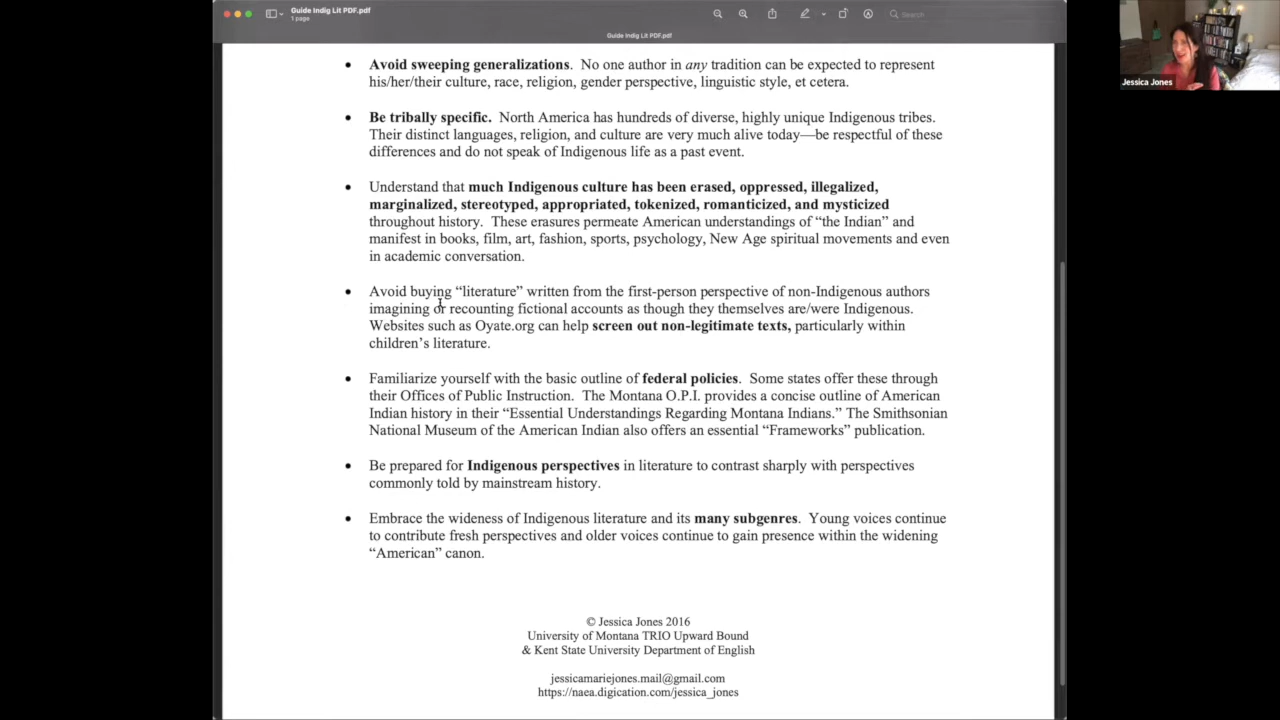 Guide Indig Lit PDF.pdf
1 page
Search
Guide Indig Lit PDF.pdf
Jessica Jones
• Avoid sweeping generalizations. No one author in any tradition can be expected to represent
his/her/their culture, race, religion, gender perspective, linguistic style, et cetera.
• Be tribally specific. North America has hundreds of diverse, highly unique Indigenous tribes.
Their distinct languages, religion, and culture are very much alive today—be respectful of these
differences and do not speak of Indigenous life as a past event.
• Understand that much Indigenous culture has been erased, oppressed, illegalized,
marginalized, stereotyped, appropriated, tokenized, romanticized, and mysticized
throughout history. These erasures permeate American understandings of “the Indian” and
manifest in books, film, art, fashion, sports, psychology, New Age spiritual movements and even
in academic conversation.
• Avoid buying “literature” written from the first-person perspective of non-Indigenous authors
imagining or recounting fictional accounts as though they themselves are/were Indigenous.
Websites such as Oyate.org can help screen out non-legitimate texts, particularly within
children’s literature.
• Familiarize yourself with the basic outline of federal policies. Some states offer these through
their Offices of Public Instruction. The Montana O.P.I. provides a concise outline of American
Indian history in their “Essential Understandings Regarding Montana Indians.” The Smithsonian
National Museum of the American Indian also offers an essential “Frameworks” publication.
• Be prepared for Indigenous perspectives in literature to contrast sharply with perspectives
commonly told by mainstream history.
• Embrace the wideness of Indigenous literature and its many subgenres. Young voices continue
to contribute fresh perspectives and older voices continue to gain presence within the widening
“American” canon.
© Jessica Jones 2016
University of Montana TRIO Upward Bound
& Kent State University Department of English
jessicamariejones.mail@gmail.com
https://naea.digication.com/jessica_jones